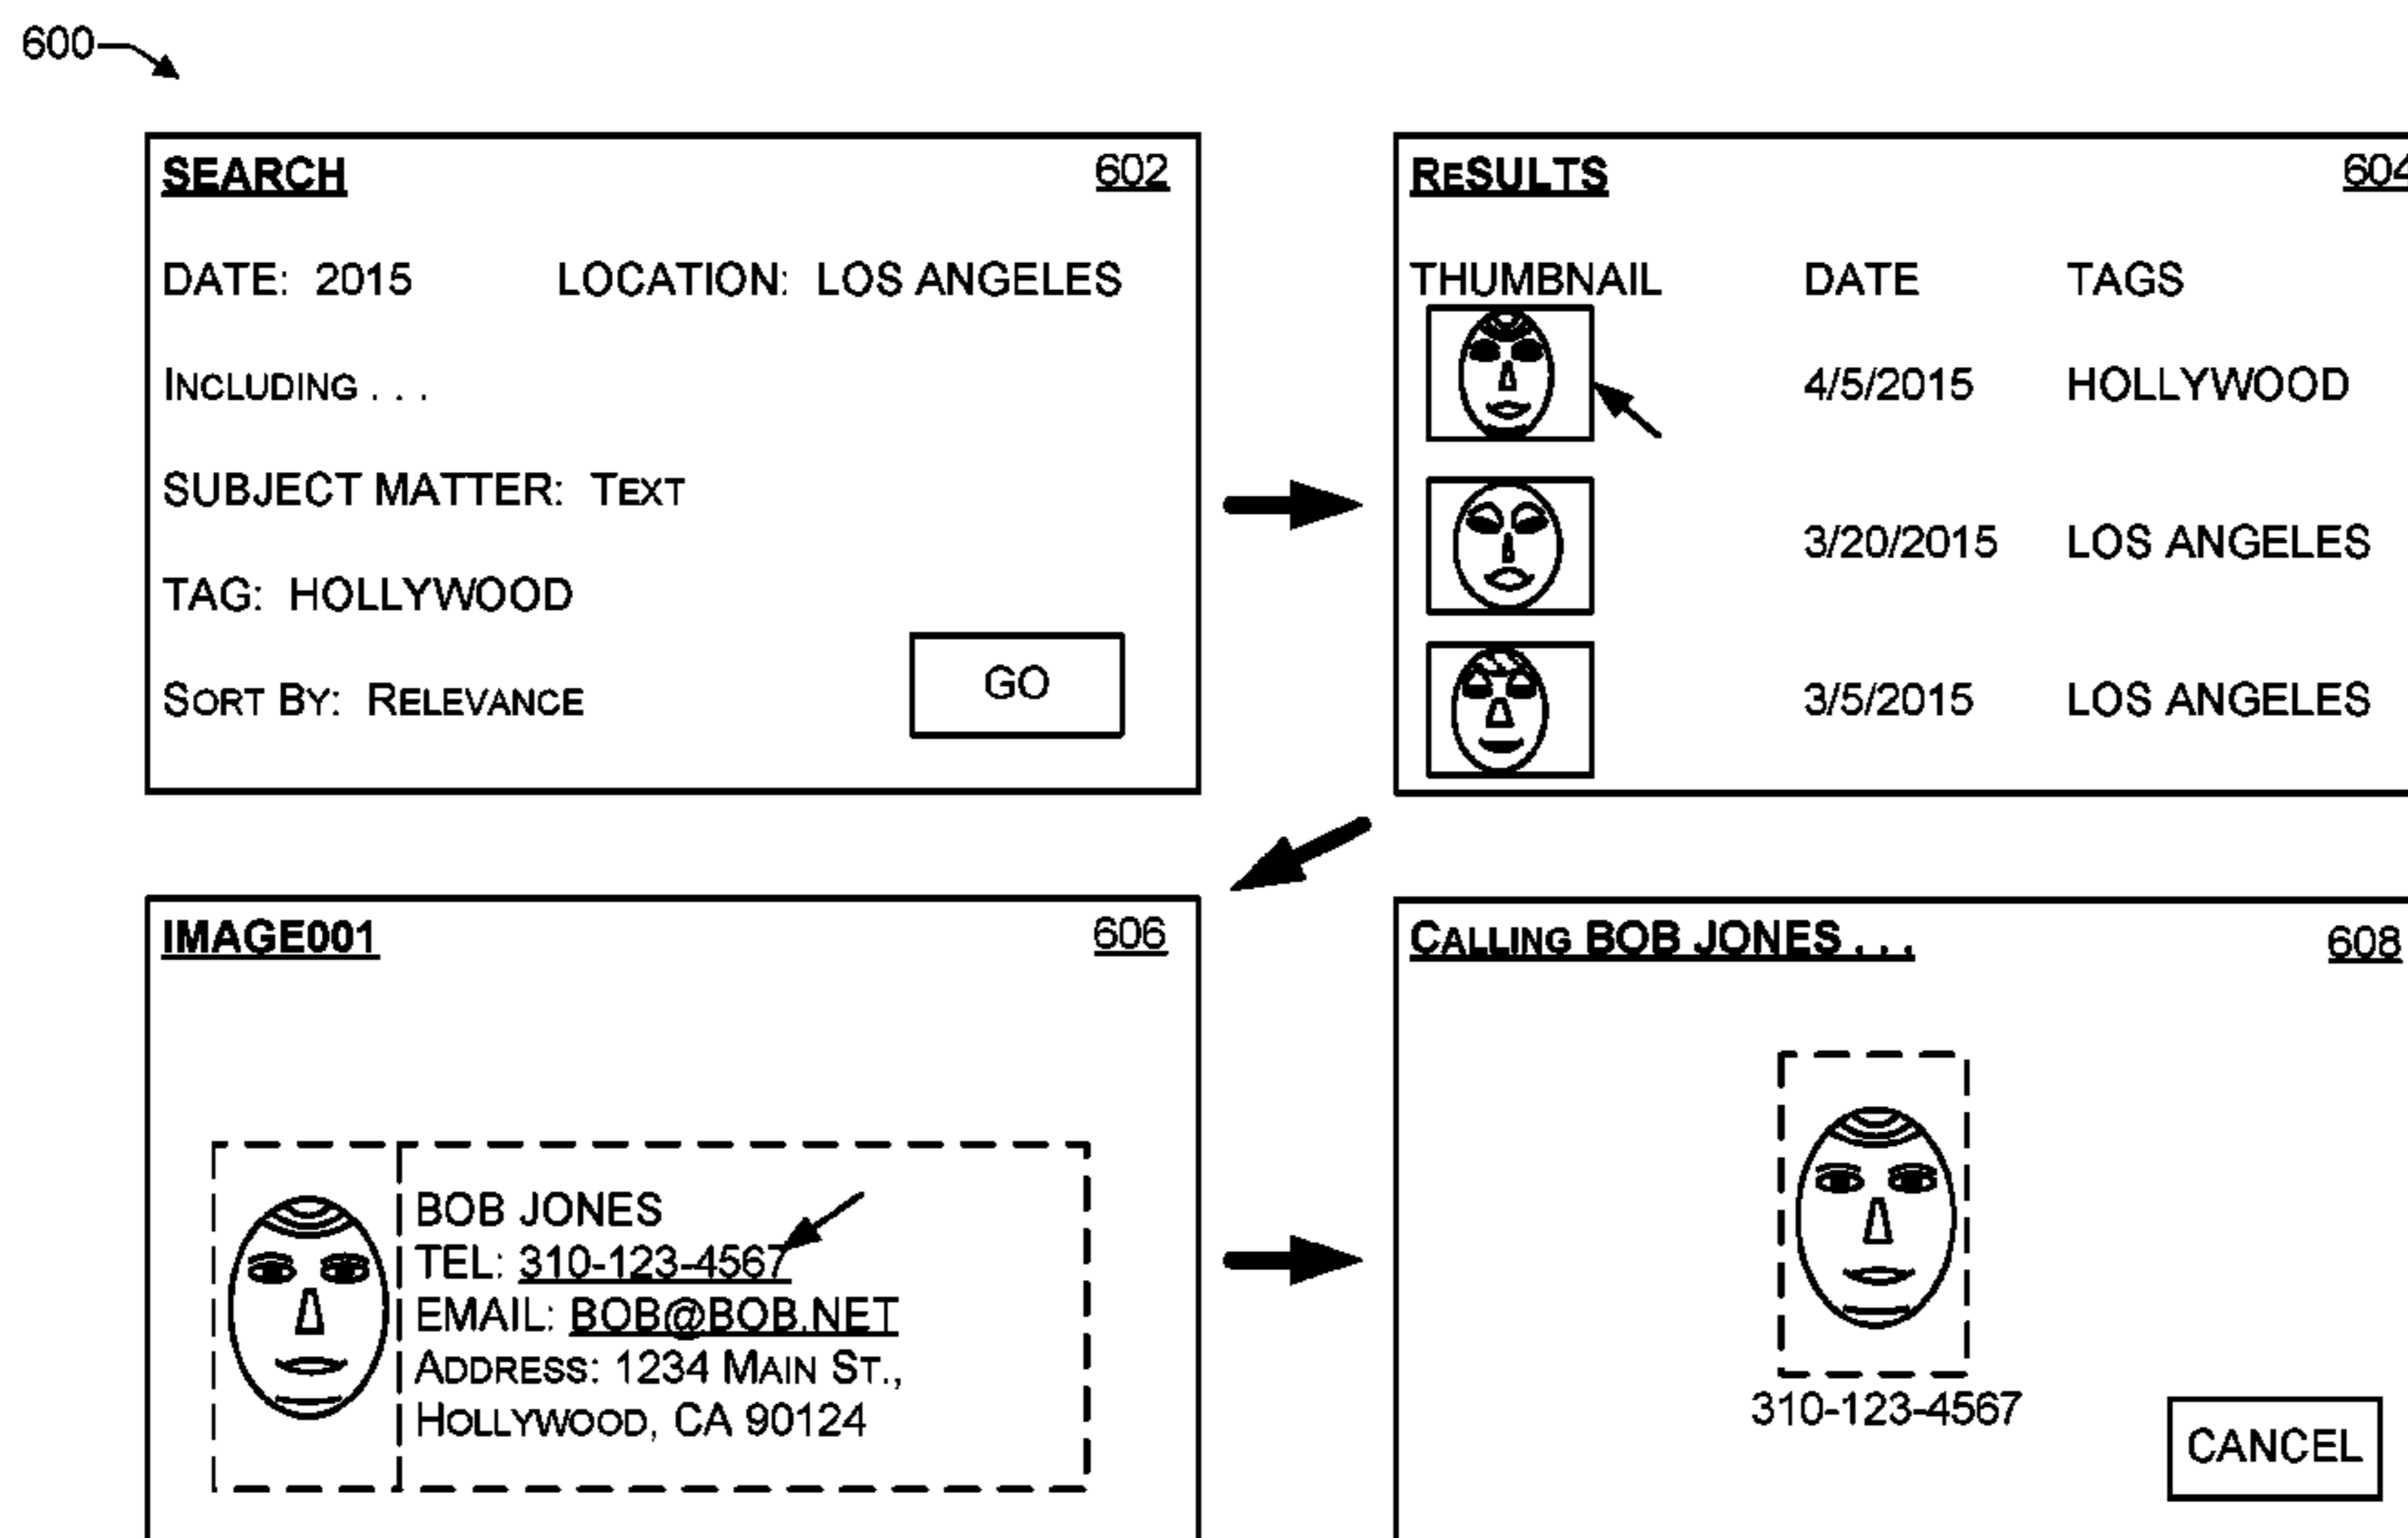 600
SEARCH 602
DATE: 2015 LOCATION: LOS ANGELES
INCLUDING . . .
SUBJECT MATTER: TEXT
TAG: HOLLYWOOD
SORT BY: RELEVANCE
GO
RESULTS 604
THUMBNAIL DATE TAGS
4/5/2015 HOLLYWOOD
3/20/2015 LOS ANGELES
3/5/2015 LOS ANGELES
IMAGE001 606
BOB JONES
TEL: 310-123-4567
EMAIL: BOB@BOB.NET
ADDRESS: 1234 MAIN ST.,
HOLLYWOOD, CA 90124
CALLING BOB JONES . . . 608
310-123-4567
CANCEL